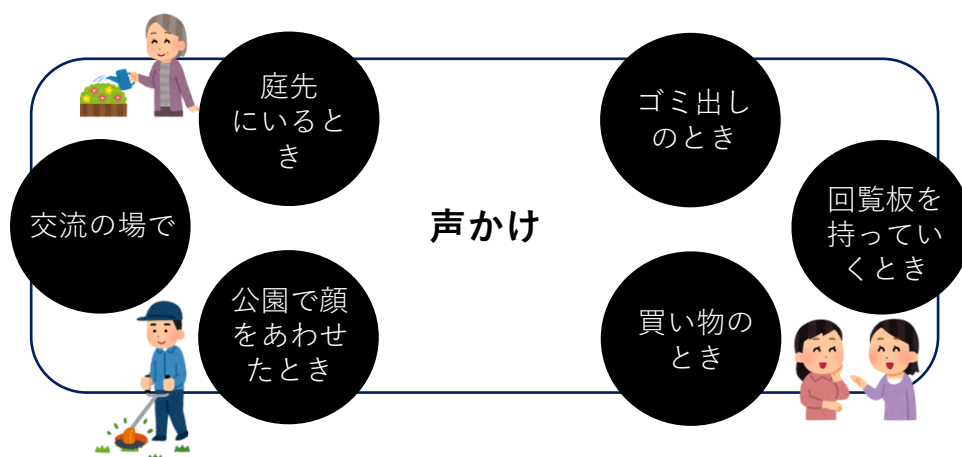 庭先
にいると
き
ゴミ出し
のとき
交流の場で
声かけ
回覧板を
持ってい
くとき
公園で顔
をあわせ
たとき
買い物の
とき